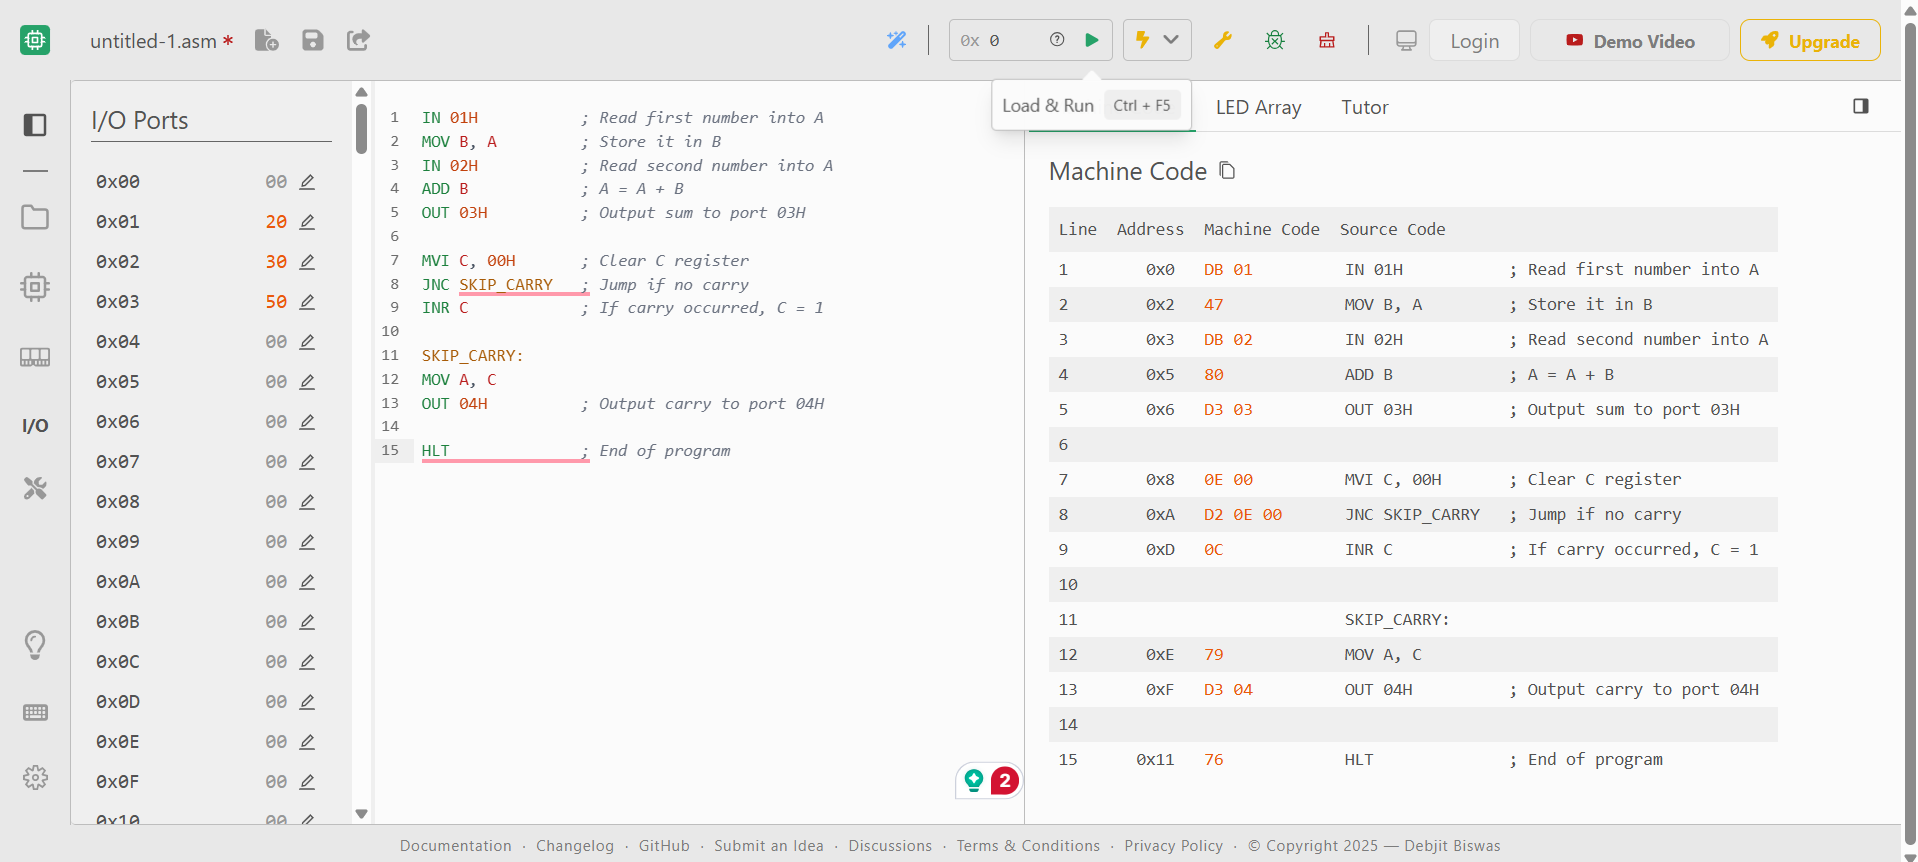 untitled-1.asm *
0x 0
Login
Demo Video
Upgrade
Load & Run Ctrl + F5
LED Array
Tutor
I/O Ports
0x00 00
0x01 20
0x02 30
0x03 50
0x04 00
0x05 00
0x06 00
0x07 00
0x08 00
0x09 00
0x0A 00
0x0B 00
0x0C 00
0x0D 00
0x0E 00
0x0F 00
0x10 00
I/O
1 IN 01H ; Read first number into A
2 MOV B, A ; Store it in B
3 IN 02H ; Read second number into A
4 ADD B ; A = A + B
5 OUT 03H ; Output sum to port 03H
6
7 MVI C, 00H ; Clear C register
8 JNC SKIP_CARRY ; Jump if no carry
9 INR C ; If carry occurred, C = 1
10
11 SKIP_CARRY:
12 MOV A, C
13 OUT 04H ; Output carry to port 04H
14
15 HLT ; End of program
2
Machine Code
Line Address Machine Code Source Code
1 0x0 DB 01 IN 01H ; Read first number into A
2 0x2 47 MOV B, A ; Store it in B
3 0x3 DB 02 IN 02H ; Read second number into A
4 0x5 80 ADD B ; A = A + B
5 0x6 D3 03 OUT 03H ; Output sum to port 03H
6
7 0x8 0E 00 MVI C, 00H ; Clear C register
8 0xA D2 0E 00 JNC SKIP_CARRY ; Jump if no carry
9 0xD 0C INR C ; If carry occurred, C = 1
10
11 SKIP_CARRY:
12 0xE 79 MOV A, C
13 0xF D3 04 OUT 04H ; Output carry to port 04H
14
15 0x11 76 HLT ; End of program
Documentation · Changelog · GitHub · Submit an Idea · Discussions · Terms & Conditions · Privacy Policy · © Copyright 2025 — Debjit Biswas